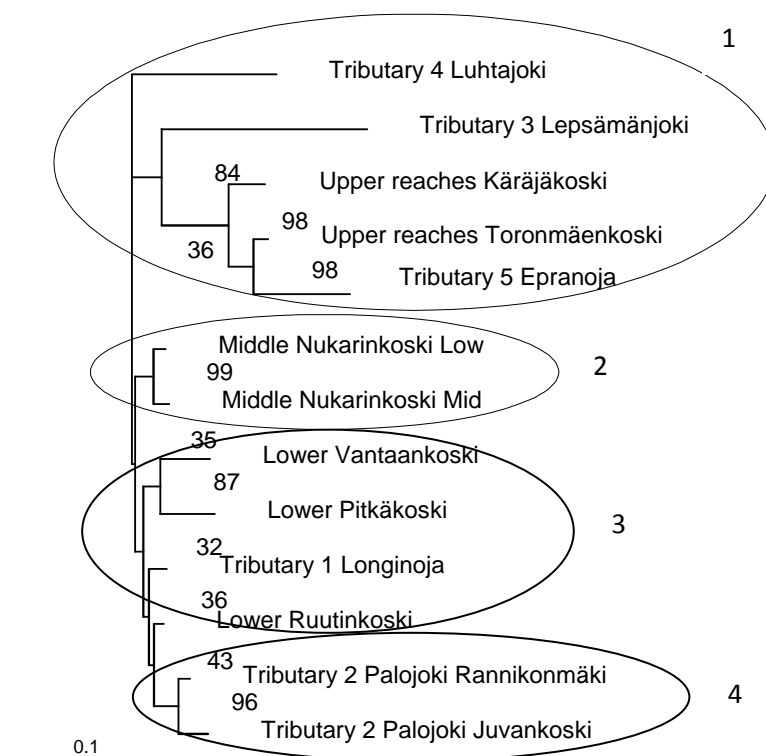 1
Tributary 4 Luhtajoki
Tributary 3 Lepsämänjoki
84
Upper reaches Käräjäkoski
98
Upper reaches Toronmäenkoski
36
98
Tributary 5 Epranoja
Middle Nukarinkoski Low
2
99
Middle Nukarinkoski Mid
35
Lower Vantaankoski
87
Lower Pitkäkoski
3
32
Tributary 1 Longinoja
36
Lower Ruutinkoski
43
Tributary 2 Palojoki Rannikonmäki
4
96
Tributary 2 Palojoki Juvankoski
0.1